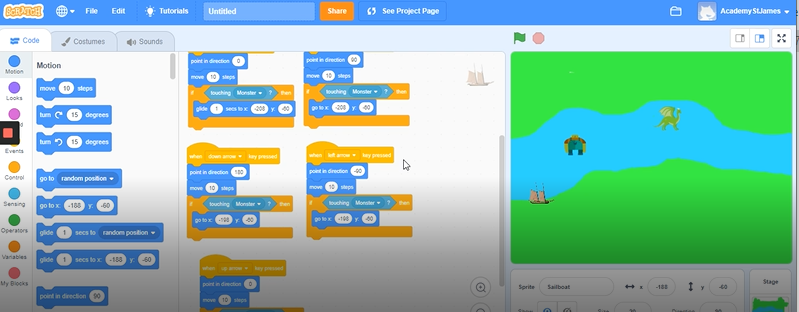 SCRATCH File Edit Tutorials Untitled Share See Project Page AcademyStJames
Code Costumes Sounds
Motion
Looks
Events
Control
Sensing
Operators
Variables
My Blocks
Motion
move 10 steps
turn 15 degrees
turn 15 degrees
go to random position
go to x: -188 y: -60
glide 1 secs to random position
glide 1 secs to x: -188 y: -60
point in direction 90
point in direction 0
move 10 steps
if touching Monster ? then
glide 1 secs to x: -208 y: -60
point in direction 90
move 10 steps
if touching Monster ? then
go to x: -208 y: -60
when down arrow key pressed
point in direction 180
move 10 steps
if touching Monster ? then
go to x: -198 y: -60
when left arrow key pressed
point in direction -90
move 10 steps
if touching Monster ? then
go to x: -198 y: -60
when up arrow key pressed
point in direction 0
move 10 steps
Sprite Sailboat x -188 y -60
Stage